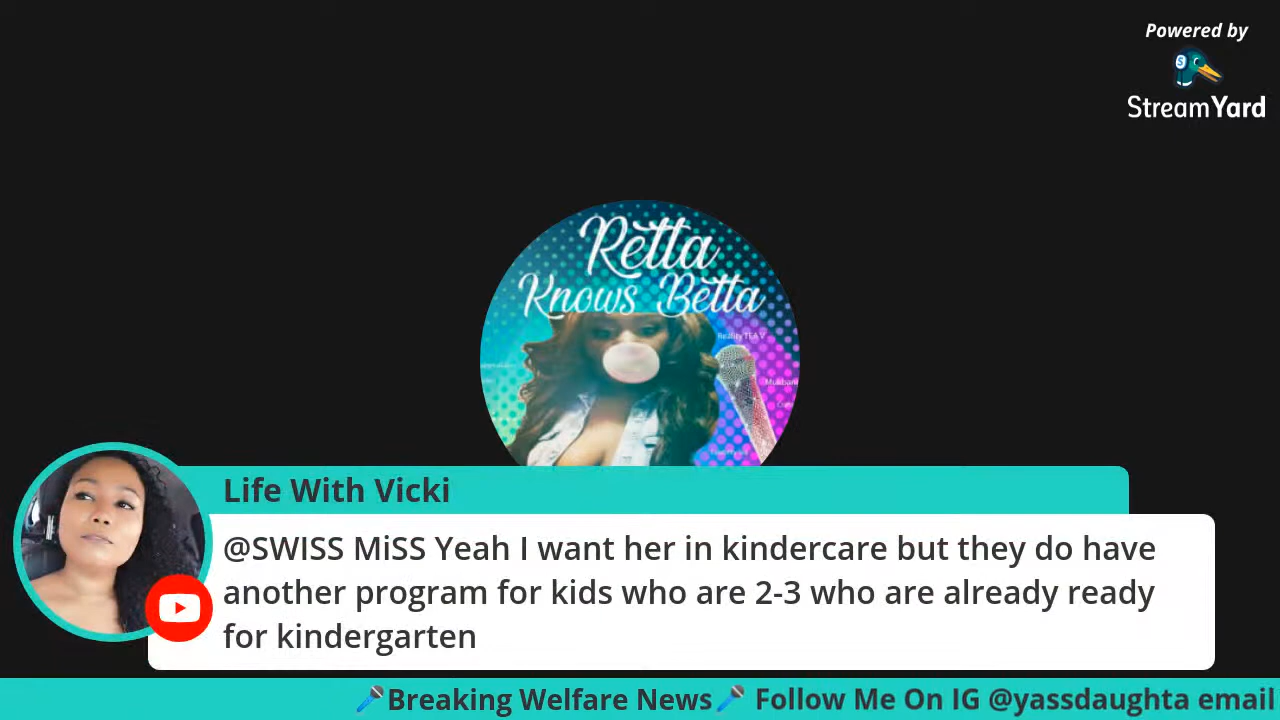 Powered by
StreamYard
Retta
Knows Betta
Reality TEA V
Life With Vicki
@SWISS MiSS Yeah I want her in kindercare but they do have
another program for kids who are 2-3 who are already ready
for kindergarten
🎤Breaking Welfare News🎤 Follow Me On IG @yassdaughta email